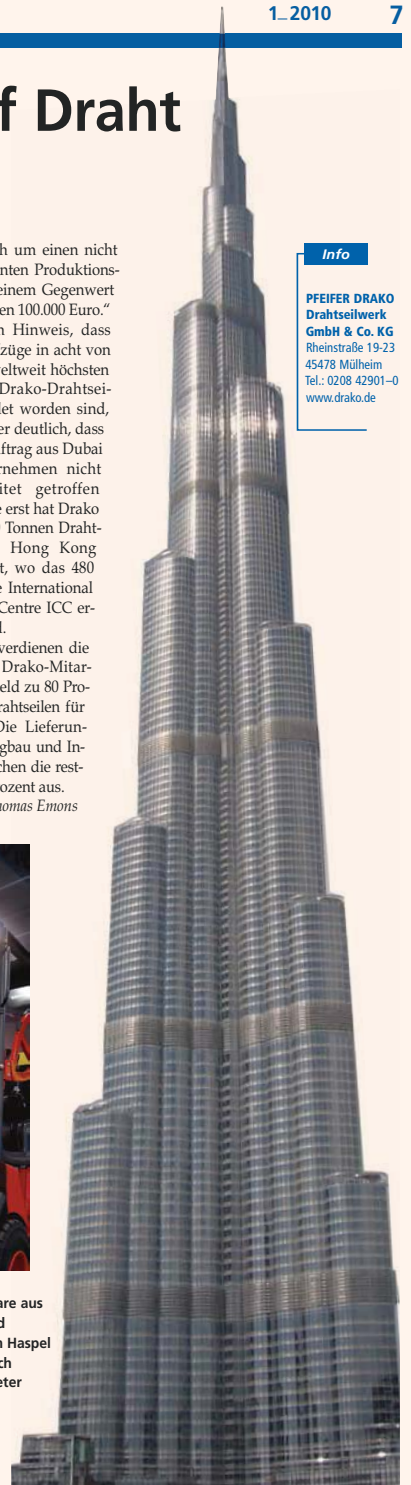 1_2010 7
f Draht
h um einen nicht
nten Produktions-
einem Gegenwert
en 100.000 Euro.“
n Hinweis, dass
züge in acht von
eltweit höchsten
Drako-Drahtsei-
det worden sind,
er deutlich, dass
uftrag aus Dubai
rnehmen nicht
itet getroffen
e erst hat Drako
Tonnen Draht-
Hong Kong
t, wo das 480
e International
Centre ICC er-
l.
verdienen die
Drako-Mitar-
eld zu 80 Pro-
rahtseilen für
Die Lieferun-
gbau und In-
chen die rest-
ozent aus.
homas Emons
Info
PFEIFER DRAKO
Drahtseilwerk
GmbH & Co. KG
Rheinstraße 19-23
45478 Mülheim
Tel.: 0208 42901–0
www.drako.de
are aus
d
n Haspel
ch
eter